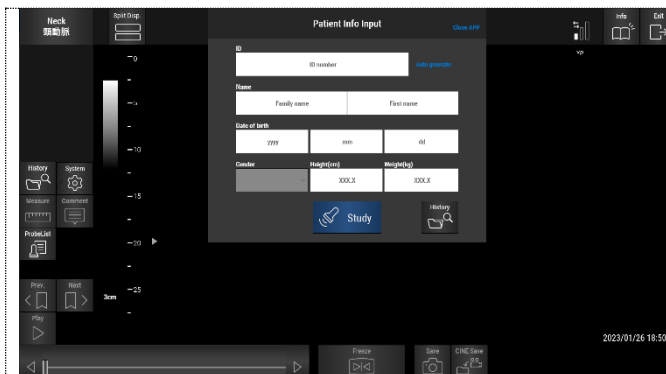 Neck
頸動脈
Split Disp.
Patient Info Input
Close APP
Info
Exit
ID
ID number
Auto generate
VP
Name
Family name
First name
Date of birth
yyyy
mm
dd
Gender
Height(cm)
Weight(kg)
XXX.X
XXX.X
Study
History
0
5
10
15
20
25
3cm
History
System
Measure
Comment
ProbeList
Prev.
Next
Play
2023/01/26 18:50
Freeze
Save
CINE Save